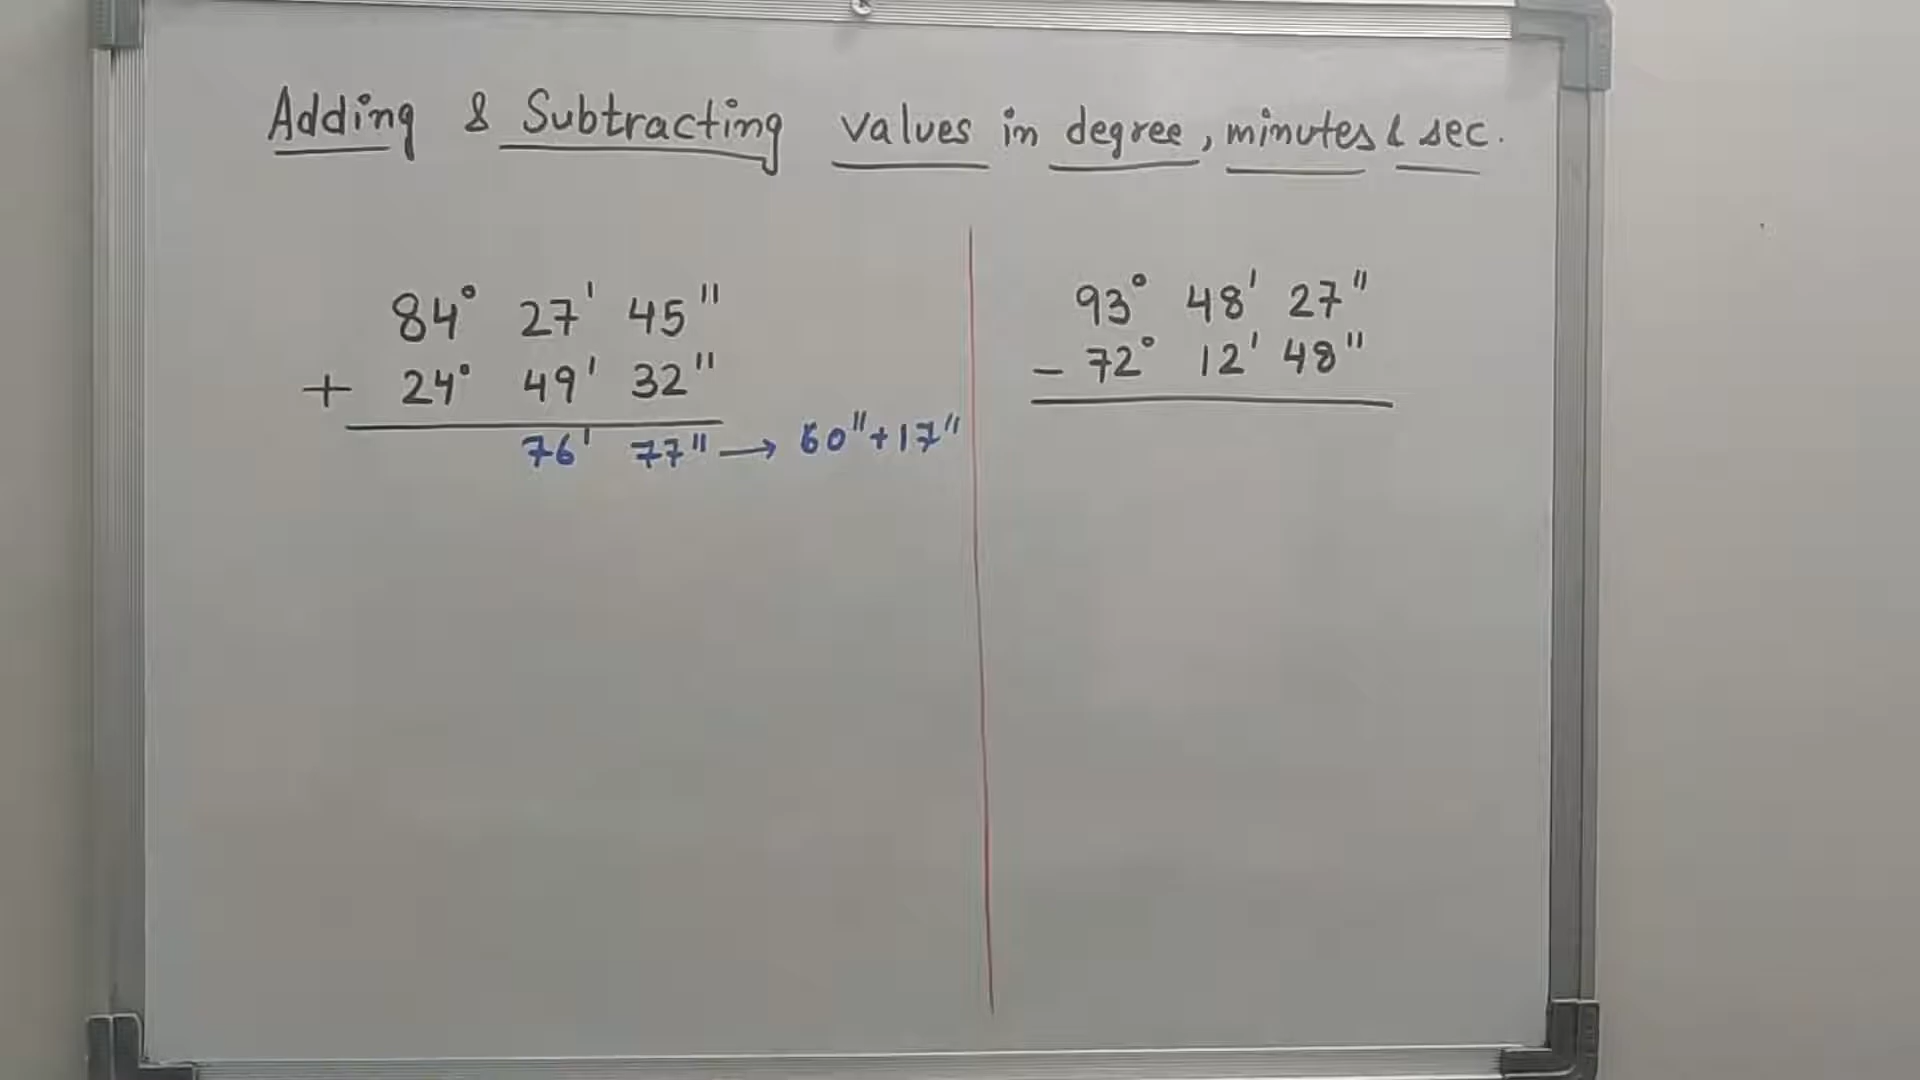 Adding & Subtracting values in degree, minutes & sec.
84° 27' 45"
+ 24° 49' 32"
76' 77" → 60"+17"
93° 48' 27"
- 72° 12' 48"